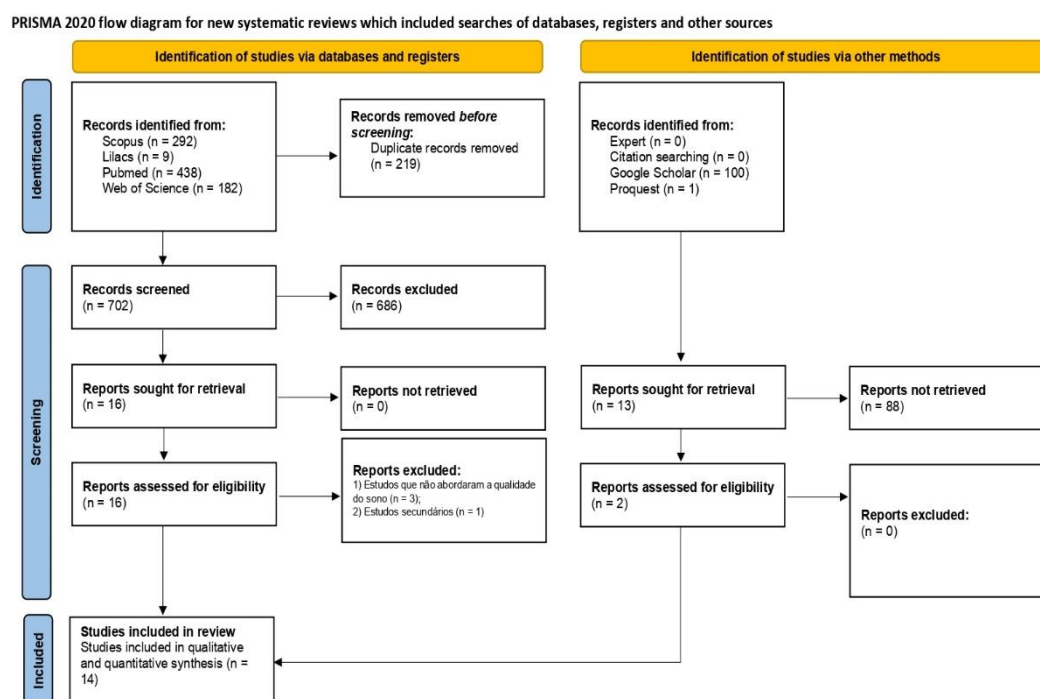 PRISMA 2020 flow diagram for new systematic reviews which included searches of databases, registers and other sources
Identification of studies via databases and registers
Identification of studies via other methods
Identification
Records identified from:
Scopus (n = 292)
Lilacs (n = 9)
Pubmed (n = 438)
Web of Science (n = 182)
Records removed before
screening:
Duplicate records removed
(n = 219)
Records identified from:
Expert (n = 0)
Citation searching (n = 0)
Google Scholar (n = 100)
Proquest (n = 1)
Screening
Records screened
(n = 702)
Records excluded
(n = 686)
Reports sought for retrieval
(n = 16)
Reports not retrieved
(n = 0)
Reports sought for retrieval
(n = 13)
Reports not retrieved
(n = 88)
Reports assessed for eligibility
(n = 16)
Reports excluded:
1) Estudos que não abordaram a qualidade
do sono (n = 3);
2) Estudos secundários (n = 1)
Reports assessed for eligibility
(n = 2)
Reports excluded:
(n = 0)
Included
Studies included in review
Studies included in qualitative
and quantitative synthesis (n =
14)